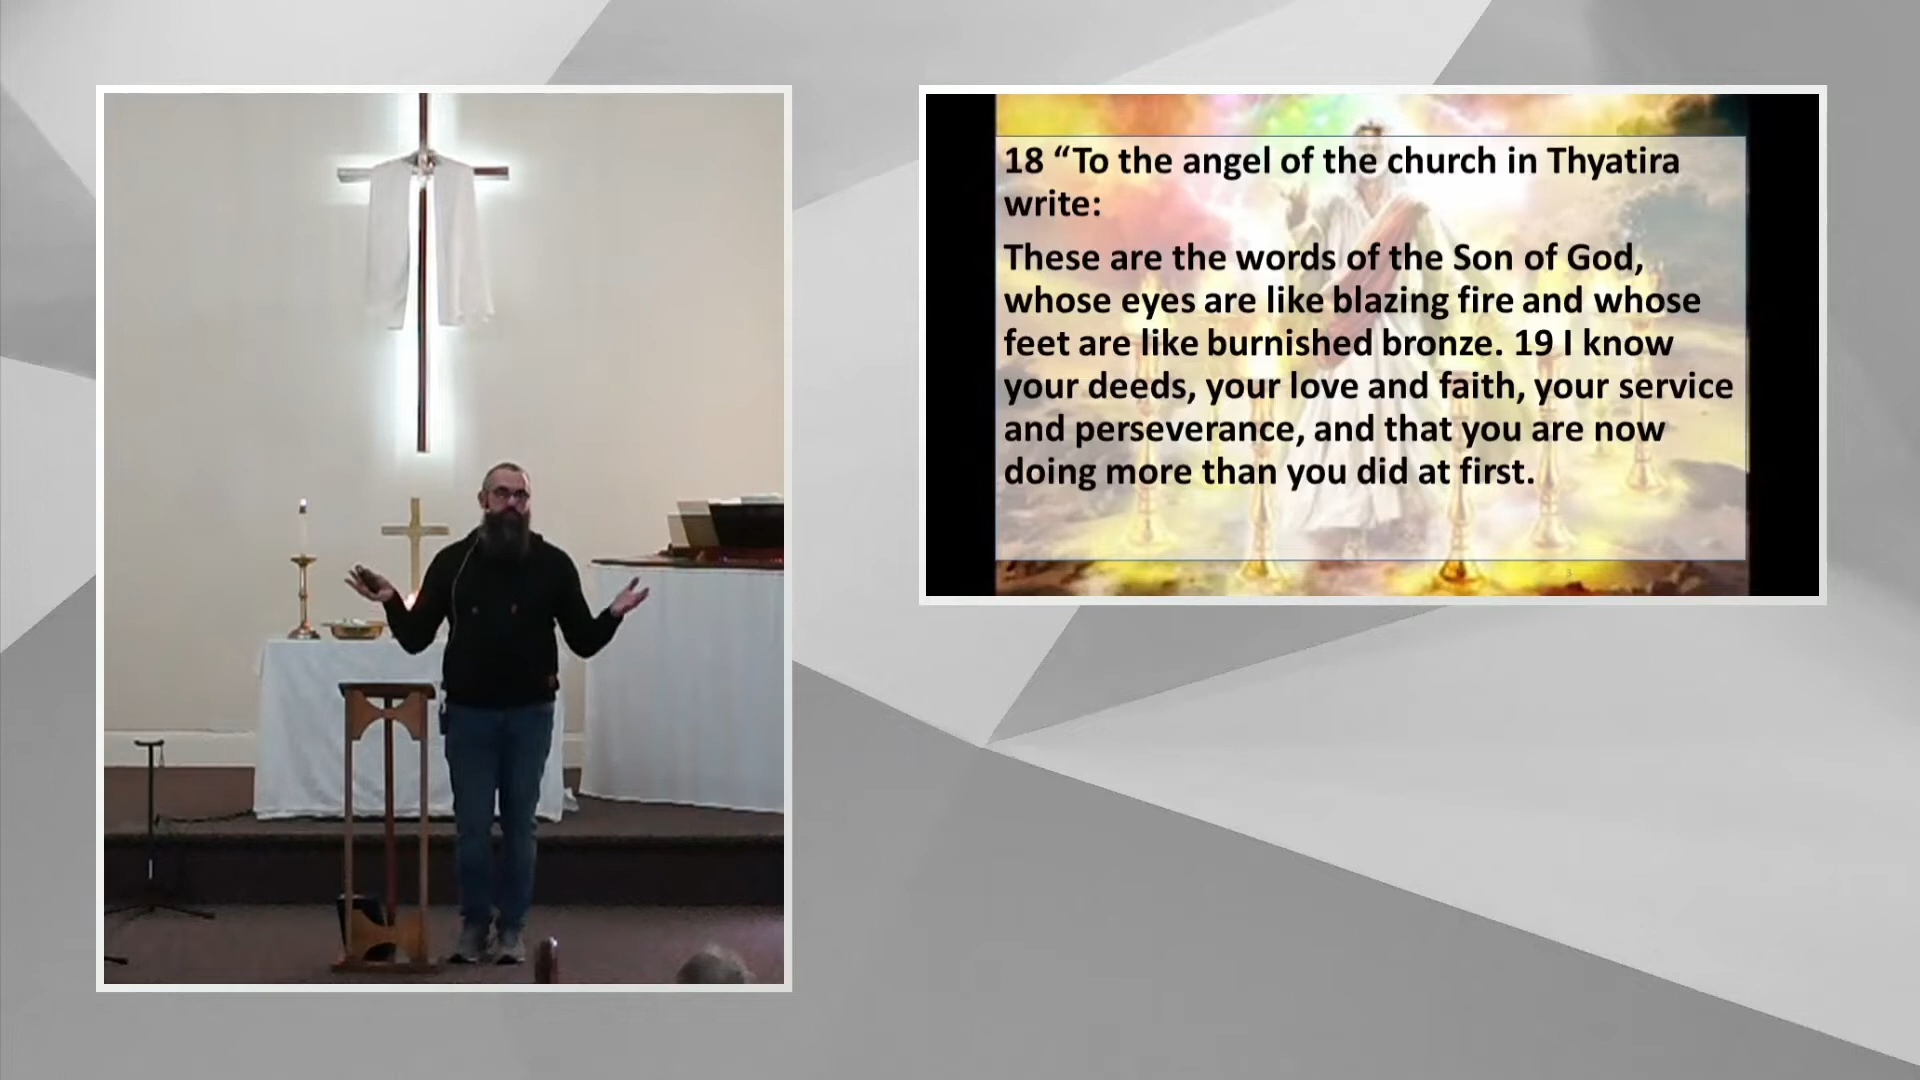 18 “To the angel of the church in Thyatira
write:
These are the words of the Son of God,
whose eyes are like blazing fire and whose
feet are like burnished bronze. 19 I know
your deeds, your love and faith, your service
and perseverance, and that you are now
doing more than you did at first.
3